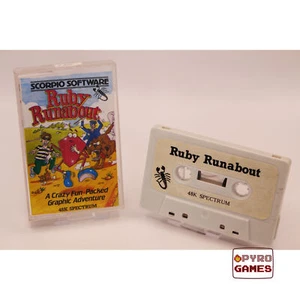 SCORPIO SOFTWARE
Ruby
Runabout
A Crazy Fun-Packed
Graphic Adventure
48K SPECTRUM
Ruby Runabout
48K SPECTRUM
PYRO
GAMES